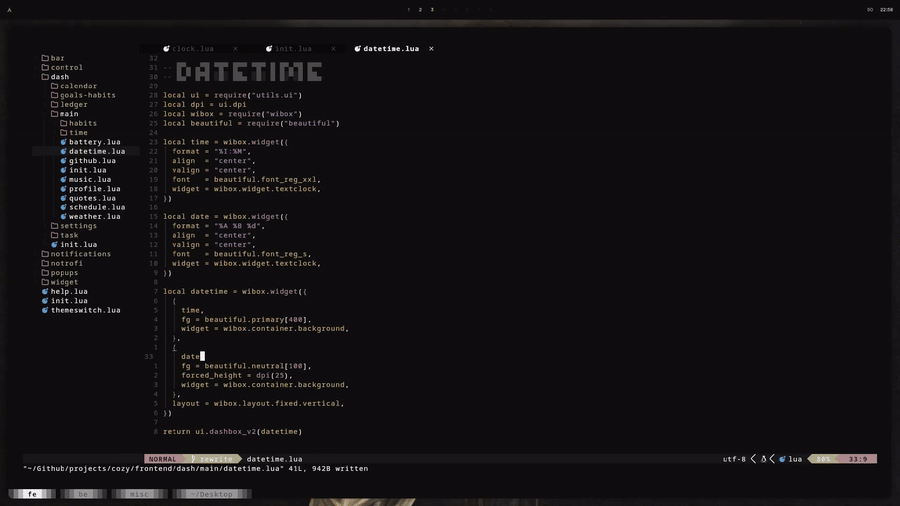 1 2 3
50 22:59
clock.lua × init.lua × datetime.lua ×
bar
control
dash
calendar
goals-habits
ledger
main
habits
time
battery.lua
datetime.lua
github.lua
init.lua
music.lua
profile.lua
quotes.lua
schedule.lua
weather.lua
settings
task
init.lua
notifications
notrofi
popups
widget
help.lua
init.lua
themeswitch.lua
32
31 -- DATETIME
30 --
29
28 local ui = require("utils.ui")
27 local dpi = ui.dpi
26 local wibox = require("wibox")
25 local beautiful = require("beautiful")
24
23 local time = wibox.widget({
22 format = "%I:%M",
21 align = "center",
20 valign = "center",
19 font = beautiful.font_reg_xxl,
18 widget = wibox.widget.textclock,
17 })
16
15 local date = wibox.widget({
14 format = "%A %B %d",
13 align = "center",
12 valign = "center",
11 font = beautiful.font_reg_s,
10 widget = wibox.widget.textclock,
9 })
8
7 local datetime = wibox.widget({
6 {
5 time,
4 fg = beautiful.primary[400],
3 widget = wibox.container.background,
2 },
1 {
33 date
1 fg = beautiful.neutral[100],
2 forced_height = dpi(25),
3 widget = wibox.container.background,
4 },
5 layout = wibox.layout.fixed.vertical,
6 })
7
8 return ui.dashbox_v2(datetime)
NORMAL rewrite datetime.lua utf-8 lua 80% 33:9
"~/Github/projects/cozy/frontend/dash/main/datetime.lua" 41L, 942B written
fe be misc ~/Desktop